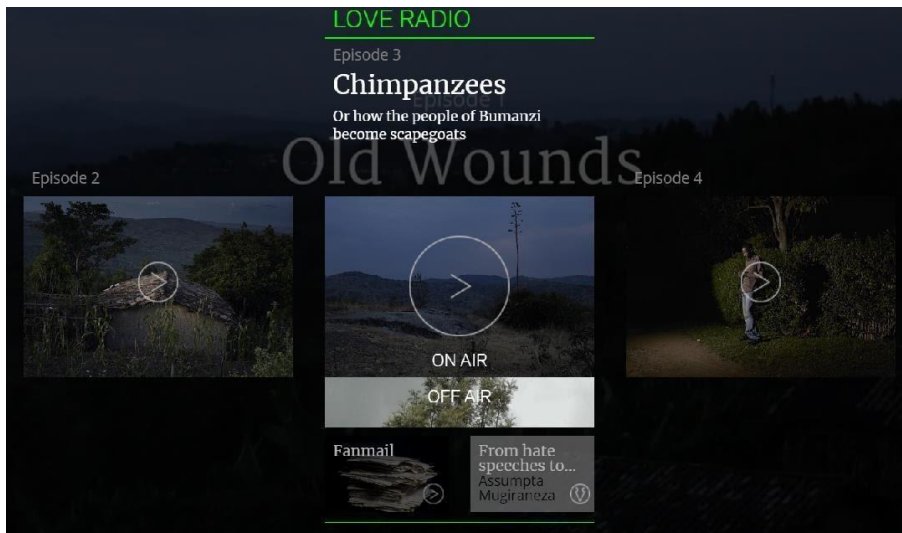 LOVE RADIO
Episode 3
Chimpanzees
Episode 1
Or how the people of Bumanzi
become scapegoats
Old Wounds
Episode 2
Episode 4
ON AIR
OFF AIR
Fanmail
From hate
speeches to...
Assumpta
Mugiraneza